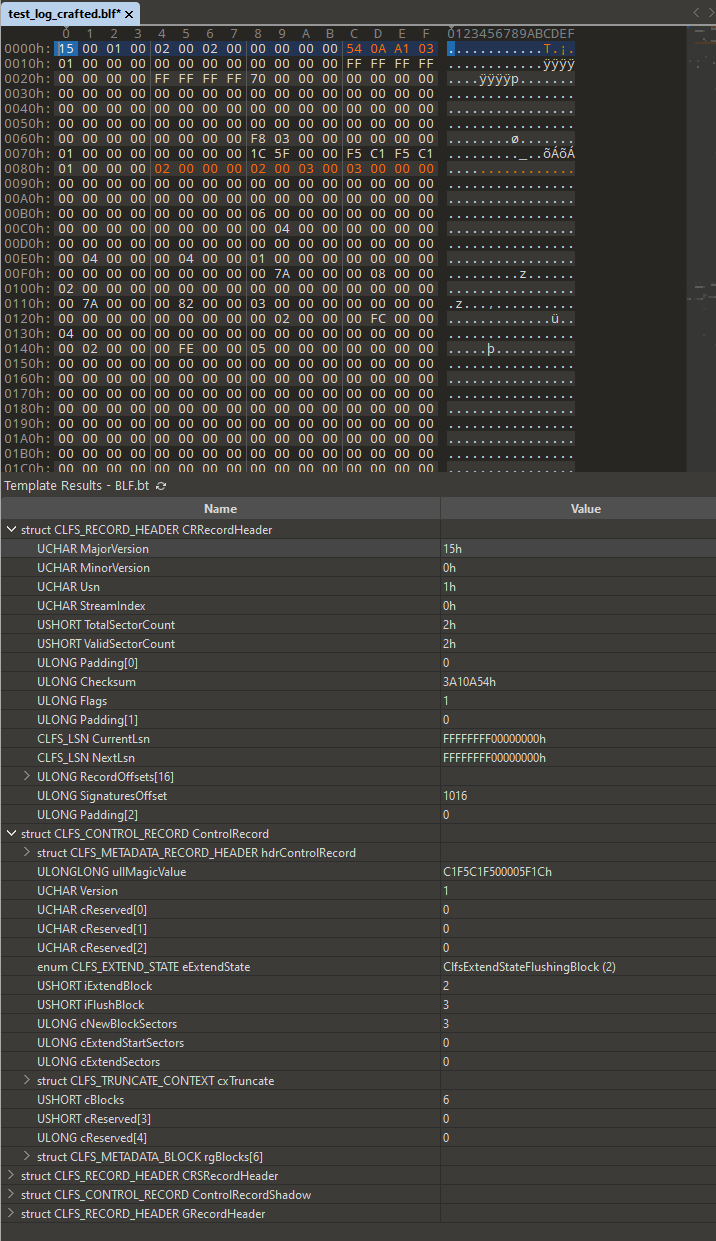 test_log_crafted.blf* ×
0 1 2 3 4 5 6 7 8 9 A B C D E F 0123456789ABCDEF
0000h: 15 00 01 00 02 00 02 00 00 00 00 00 54 0A A1 03 ............T.¡.
0010h: 01 00 00 00 00 00 00 00 00 00 00 00 FF FF FF FF ............ÿÿÿÿ
0020h: 00 00 00 00 FF FF FF FF 70 00 00 00 00 00 00 00 ....ÿÿÿÿp.......
0030h: 00 00 00 00 00 00 00 00 00 00 00 00 00 00 00 00 ................
0040h: 00 00 00 00 00 00 00 00 00 00 00 00 00 00 00 00 ................
0050h: 00 00 00 00 00 00 00 00 00 00 00 00 00 00 00 00 ................
0060h: 00 00 00 00 00 00 00 00 F8 03 00 00 00 00 00 00 ........ø.......
0070h: 01 00 00 00 00 00 00 00 1C 5F 00 00 F5 C1 F5 C1 ........._..õÁõÁ
0080h: 01 00 00 00 02 00 00 00 02 00 03 00 03 00 00 00 ................
0090h: 00 00 00 00 00 00 00 00 00 00 00 00 00 00 00 00 ................
00A0h: 00 00 00 00 00 00 00 00 00 00 00 00 00 00 00 00 ................
00B0h: 00 00 00 00 00 00 00 00 06 00 00 00 00 00 00 00 ................
00C0h: 00 00 00 00 00 00 00 00 00 04 00 00 00 00 00 00 ................
00D0h: 00 00 00 00 00 00 00 00 00 00 00 00 00 00 00 00 ................
00E0h: 00 04 00 00 00 04 00 00 01 00 00 00 00 00 00 00 ................
00F0h: 00 00 00 00 00 00 00 00 00 7A 00 00 00 08 00 00 .........z......
0100h: 02 00 00 00 00 00 00 00 00 00 00 00 00 00 00 00 ................
0110h: 00 7A 00 00 00 82 00 00 03 00 00 00 00 00 00 00 .z..............
0120h: 00 00 00 00 00 00 00 00 00 02 00 00 00 FC 00 00 .............ü..
0130h: 04 00 00 00 00 00 00 00 00 00 00 00 00 00 00 00 ................
0140h: 00 02 00 00 00 FE 00 00 05 00 00 00 00 00 00 00 .....þ..........
0150h: 00 00 00 00 00 00 00 00 00 00 00 00 00 00 00 00 ................
0160h: 00 00 00 00 00 00 00 00 00 00 00 00 00 00 00 00 ................
0170h: 00 00 00 00 00 00 00 00 00 00 00 00 00 00 00 00 ................
0180h: 00 00 00 00 00 00 00 00 00 00 00 00 00 00 00 00 ................
0190h: 00 00 00 00 00 00 00 00 00 00 00 00 00 00 00 00 ................
01A0h: 00 00 00 00 00 00 00 00 00 00 00 00 00 00 00 00 ................
01B0h: 00 00 00 00 00 00 00 00 00 00 00 00 00 00 00 00 ................
01C0h: 00 00 00 00 00 00 00 00 00 00 00 00 00 00 00 00 ................
Template Results - BLF.bt
Name Value
struct CLFS_RECORD_HEADER CRRecordHeader
UCHAR MajorVersion 15h
UCHAR MinorVersion 0h
UCHAR Usn 1h
UCHAR StreamIndex 0h
USHORT TotalSectorCount 2h
USHORT ValidSectorCount 2h
ULONG Padding[0] 0
ULONG Checksum 3A10A54h
ULONG Flags 1
ULONG Padding[1] 0
CLFS_LSN CurrentLsn FFFFFFFF00000000h
CLFS_LSN NextLsn FFFFFFFF00000000h
ULONG RecordOffsets[16]
ULONG SignaturesOffset 1016
ULONG Padding[2] 0
struct CLFS_CONTROL_RECORD ControlRecord
struct CLFS_METADATA_RECORD_HEADER hdrControlRecord
ULONGLONG ullMagicValue C1F5C1F500005F1Ch
UCHAR Version 1
UCHAR cReserved[0] 0
UCHAR cReserved[1] 0
UCHAR cReserved[2] 0
enum CLFS_EXTEND_STATE eExtendState ClfsExtendStateFlushingBlock (2)
USHORT iExtendBlock 2
USHORT iFlushBlock 3
ULONG cNewBlockSectors 3
ULONG cExtendStartSectors 0
ULONG cExtendSectors 0
struct CLFS_TRUNCATE_CONTEXT cxTruncate
USHORT cBlocks 6
USHORT cReserved[3] 0
ULONG cReserved[4] 0
struct CLFS_METADATA_BLOCK rgBlocks[6]
struct CLFS_RECORD_HEADER CRSRecordHeader
struct CLFS_CONTROL_RECORD ControlRecordShadow
struct CLFS_RECORD_HEADER GRecordHeader